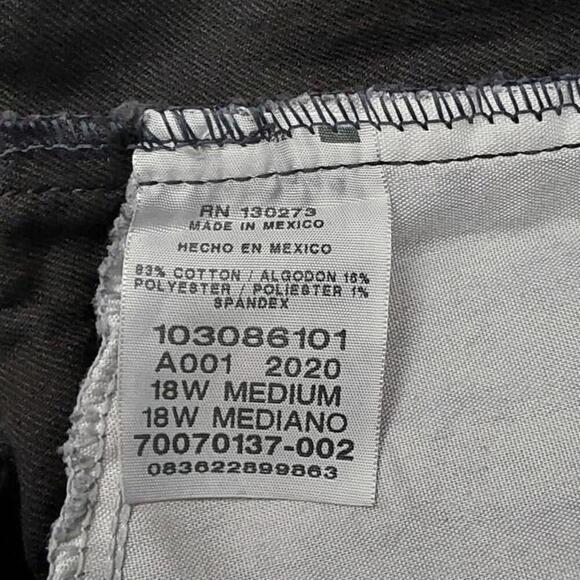 RN 130273
MADE IN MEXICO
HECHO EN MEXICO
83% COTTON / ALGODON 16%
POLYESTER / POLIESTER 1%
SPANDEX
103086101
A001 2020
18W MEDIUM
18W MEDIANO
70070137-002
083622899863